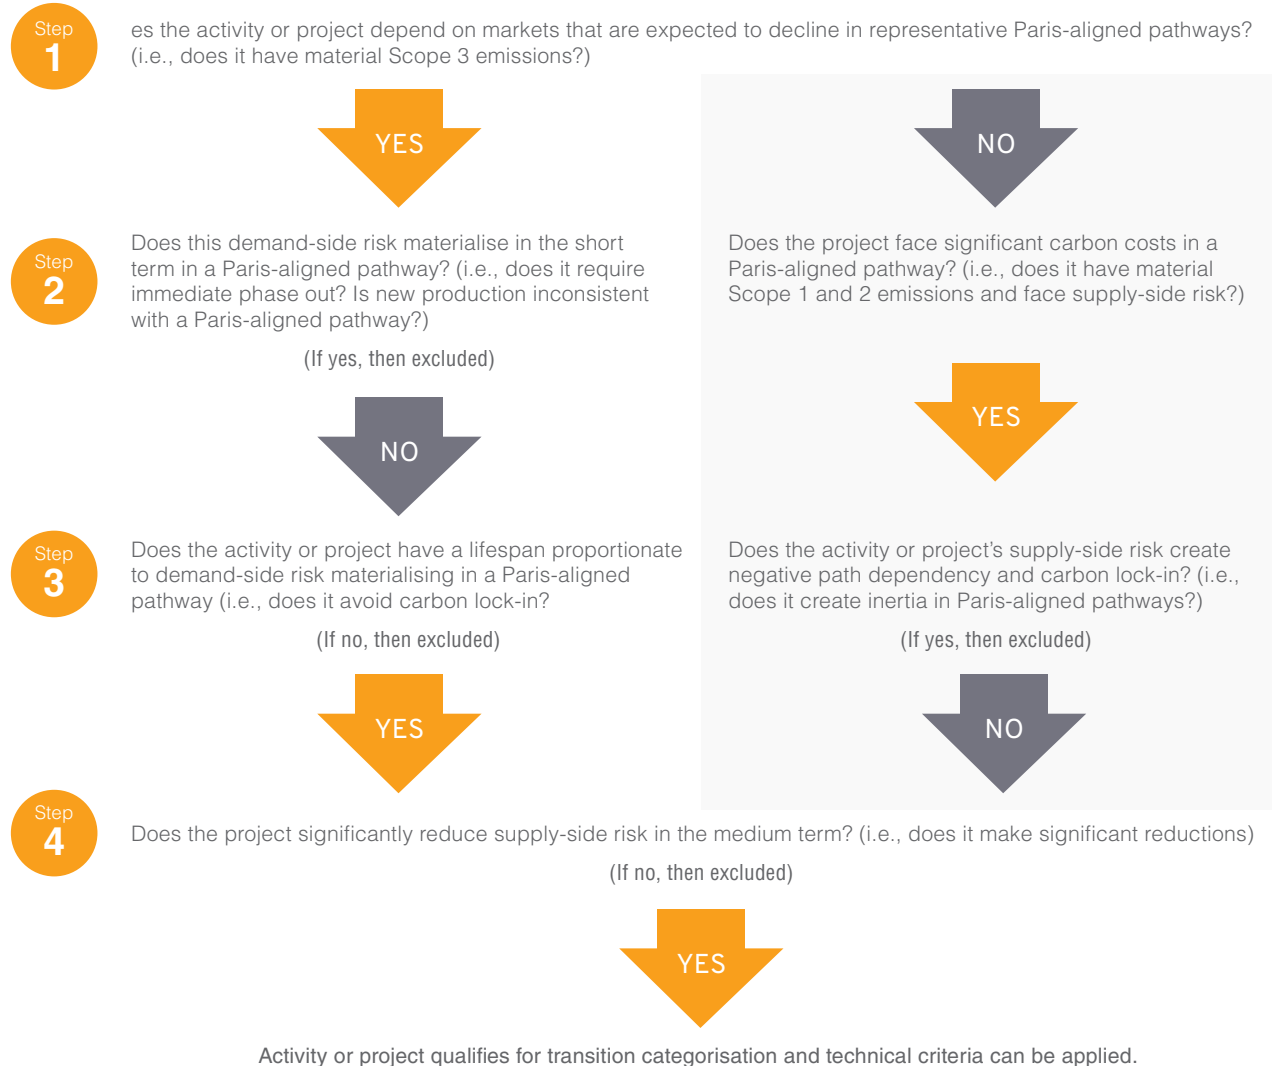 Step
1
es the activity or project depend on markets that are expected to decline in representative Paris-aligned pathways?
(i.e., does it have material Scope 3 emissions?)
YES
NO
Step
2
Does this demand-side risk materialise in the short
term in a Paris-aligned pathway? (i.e., does it require
immediate phase out? Is new production inconsistent
with a Paris-aligned pathway?)
(If yes, then excluded)
NO
Does the project face significant carbon costs in a
Paris-aligned pathway? (i.e., does it have material
Scope 1 and 2 emissions and face supply-side risk?)
YES
Step
3
Does the activity or project have a lifespan proportionate
to demand-side risk materialising in a Paris-aligned
pathway (i.e., does it avoid carbon lock-in?
(If no, then excluded)
YES
Does the activity or project’s supply-side risk create
negative path dependency and carbon lock-in? (i.e.,
does it create inertia in Paris-aligned pathways?)
(If yes, then excluded)
NO
Step
4
Does the project significantly reduce supply-side risk in the medium term? (i.e., does it make significant reductions)
(If no, then excluded)
YES
Activity or project qualifies for transition categorisation and technical criteria can be applied.